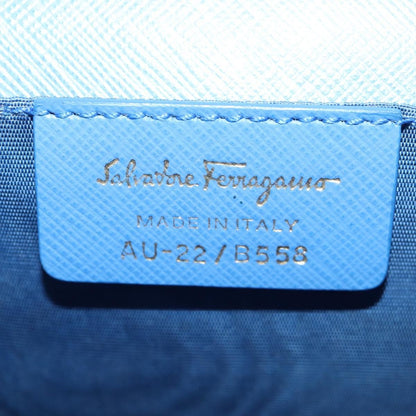 Salvatore Ferragamo
MADE IN ITALY
AU-22/B558